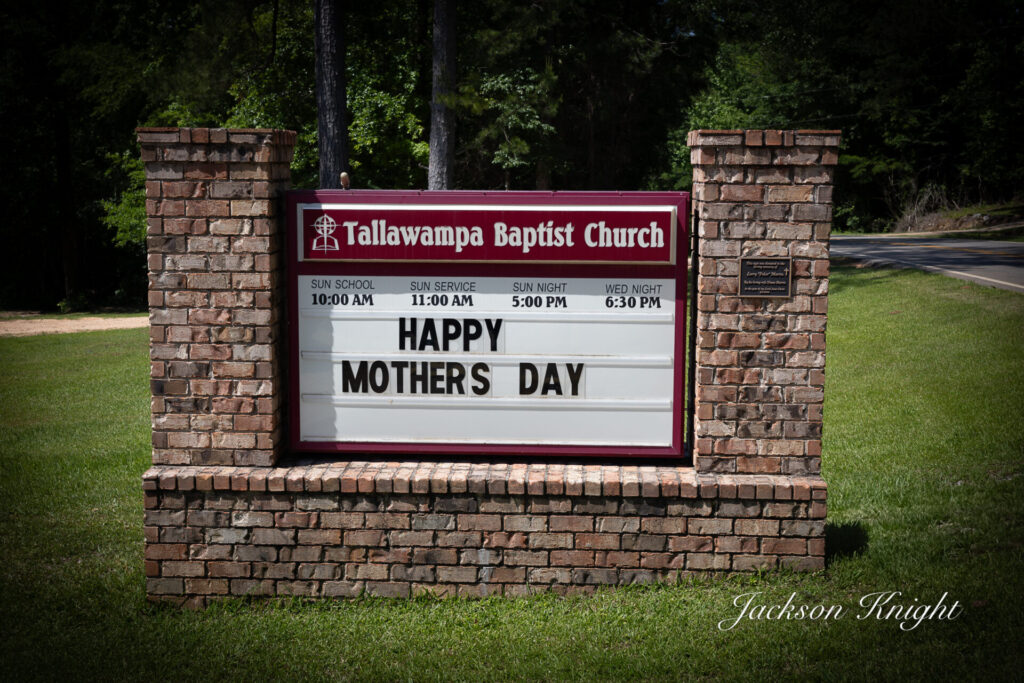 Tallawampa Baptist Church
SUN SCHOOL SUN SERVICE SUN NIGHT WED NIGHT
10:00 AM 11:00 AM 5:00 PM 6:30 PM
HAPPY
MOTHERS DAY
Jackson Knight